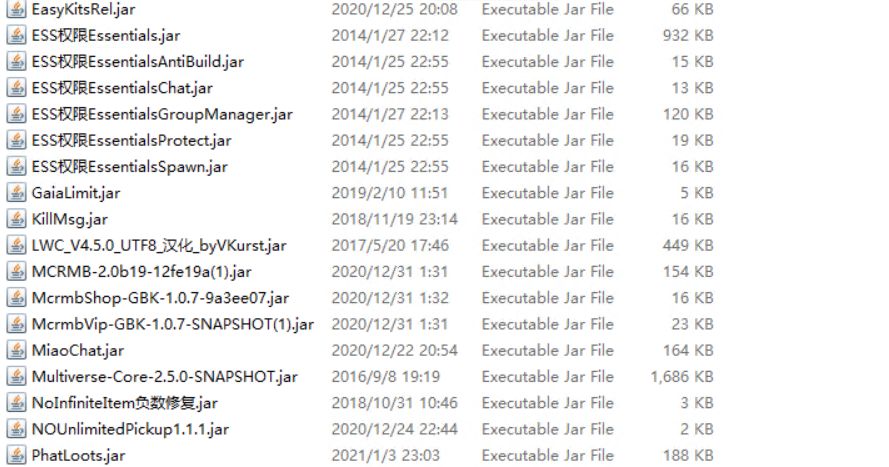 EasyKitsRel.jar 2020/12/25 20:08 Executable Jar File 66 KB
ESS权限Essentials.jar 2014/1/27 22:12 Executable Jar File 932 KB
ESS权限EssentialsAntiBuild.jar 2014/1/25 22:55 Executable Jar File 15 KB
ESS权限EssentialsChat.jar 2014/1/25 22:55 Executable Jar File 13 KB
ESS权限EssentialsGroupManager.jar 2014/1/27 22:13 Executable Jar File 120 KB
ESS权限EssentialsProtect.jar 2014/1/25 22:55 Executable Jar File 19 KB
ESS权限EssentialsSpawn.jar 2014/1/25 22:55 Executable Jar File 16 KB
GaiaLimit.jar 2019/2/10 11:51 Executable Jar File 5 KB
KillMsg.jar 2018/11/19 23:14 Executable Jar File 16 KB
LWC_V4.5.0_UTF8_汉化_byVKurst.jar 2017/5/20 17:46 Executable Jar File 449 KB
MCRMB-2.0b19-12fe19a(1).jar 2020/12/31 1:31 Executable Jar File 154 KB
McrmbShop-GBK-1.0.7-9a3ee07.jar 2020/12/31 1:32 Executable Jar File 16 KB
McrmbVip-GBK-1.0.7-SNAPSHOT(1).jar 2020/12/31 1:31 Executable Jar File 23 KB
MiaoChat.jar 2020/12/22 20:54 Executable Jar File 164 KB
Multiverse-Core-2.5.0-SNAPSHOT.jar 2016/9/8 19:19 Executable Jar File 1,686 KB
NoInfiniteItem负数修复.jar 2018/10/31 10:46 Executable Jar File 3 KB
NOUnlimitedPickup1.1.1.jar 2020/12/24 22:44 Executable Jar File 2 KB
PhatLoots.jar 2021/1/3 23:03 Executable Jar File 188 KB